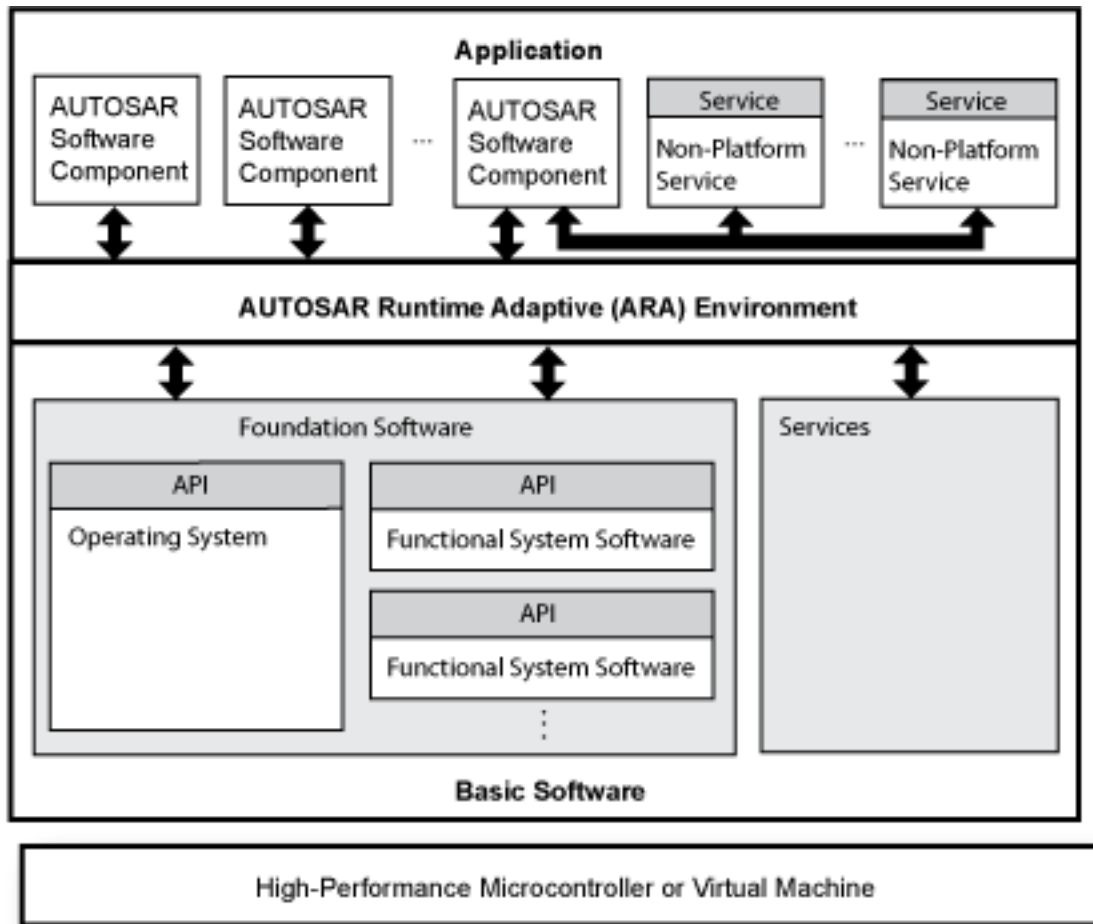 Application
AUTOSAR
Software
Component
AUTOSAR
Software
Component
...
AUTOSAR
Software
Component
Service
Non-Platform
Service
...
Service
Non-Platform
Service
AUTOSAR Runtime Adaptive (ARA) Environment
Foundation Software
API
Operating System
API
Functional System Software
API
Functional System Software
⋮
Services
Basic Software
High-Performance Microcontroller or Virtual Machine